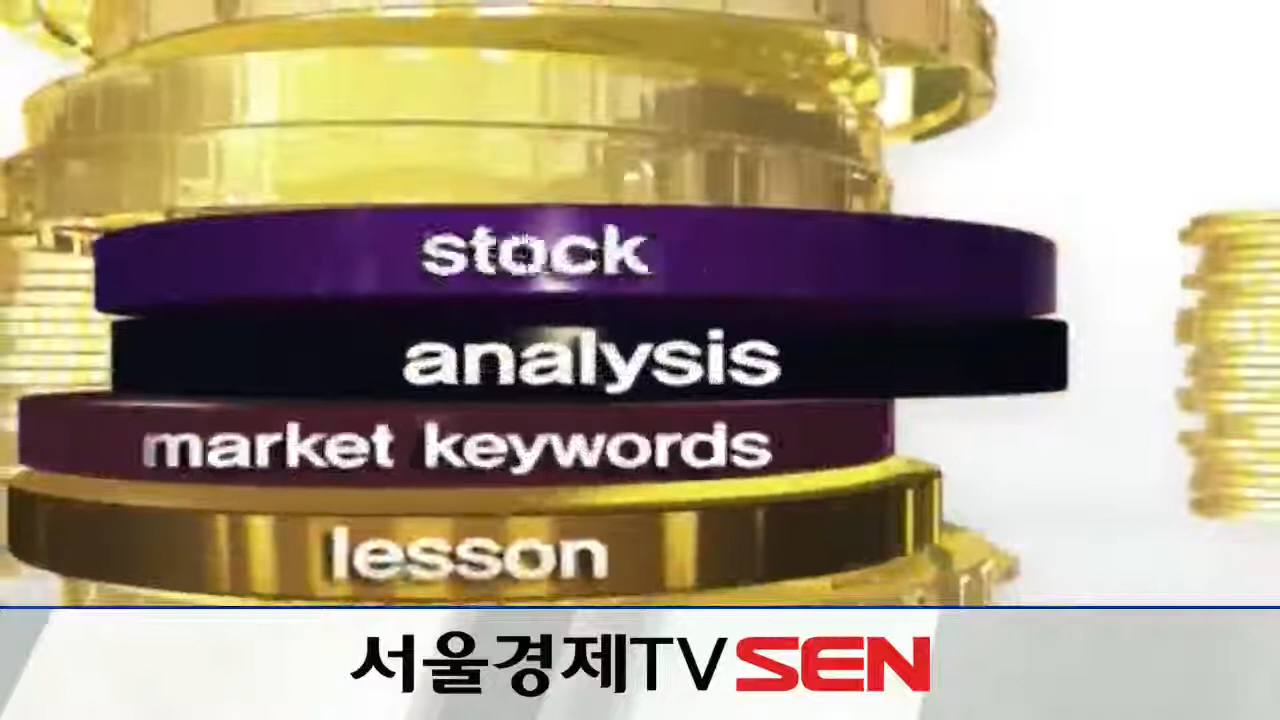 stock
analysis
market keywords
lesson
서울경제TV SEN